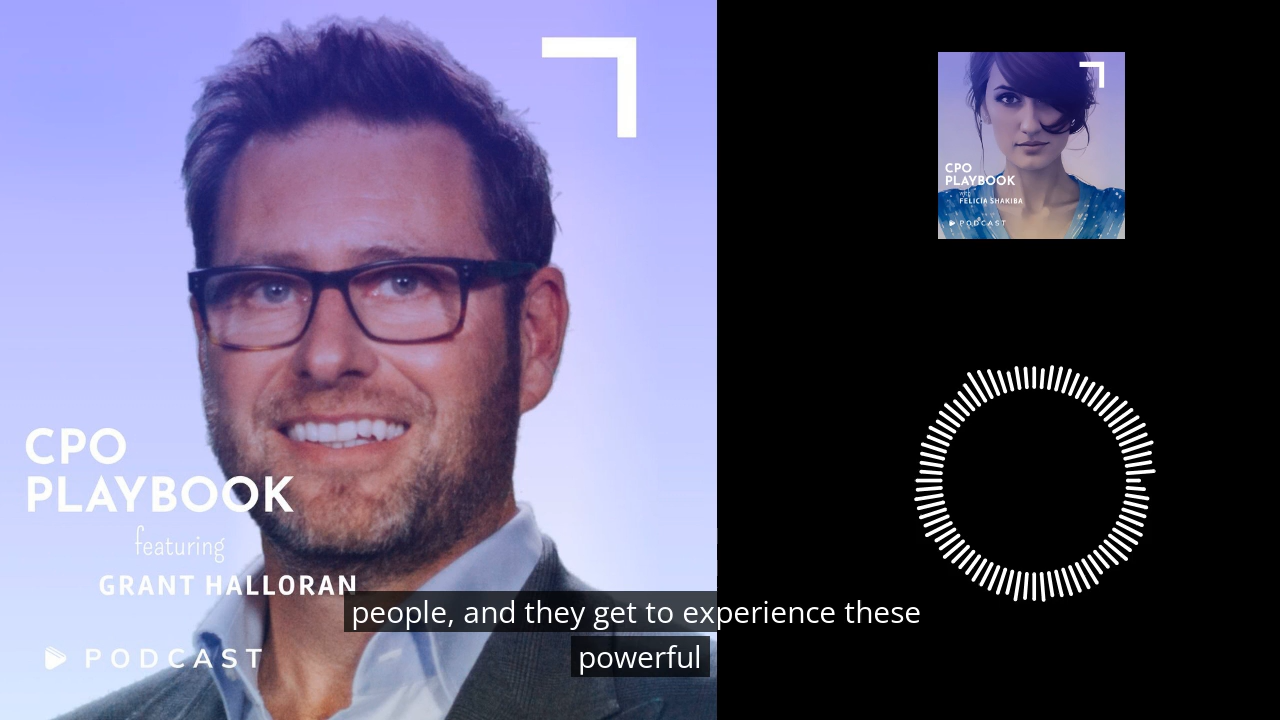 CPO
PLAYBOOK
featuring
GRANT HALLORAN
PODCAST
CPO
PLAYBOOK
with
FELICIA SHAKIBA
PODCAST
people, and they get to experience these
powerful